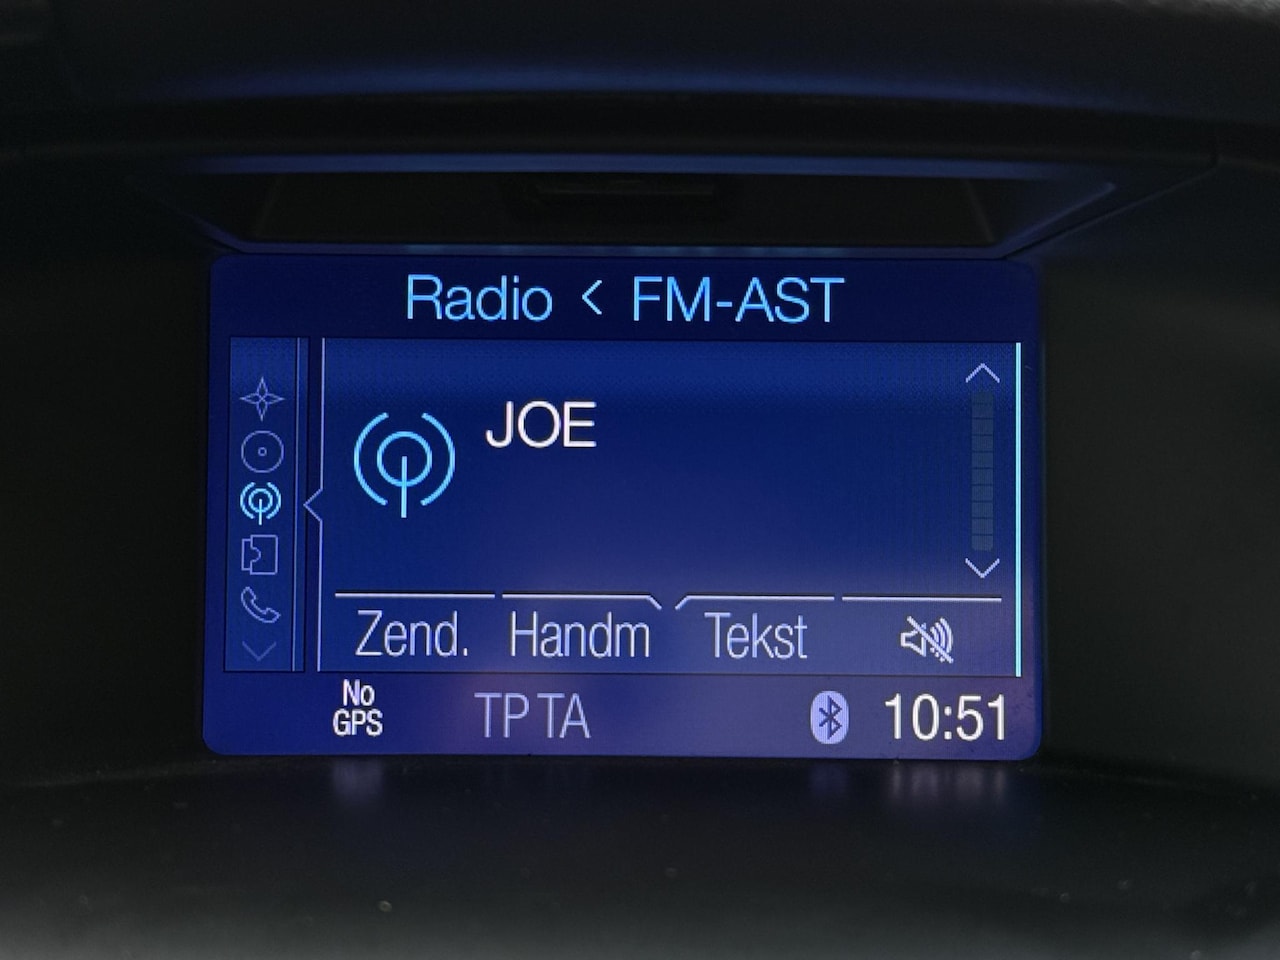 Radio < FM-AST
JOE
Zend. Handm Tekst
No GPS TP TA 10:51